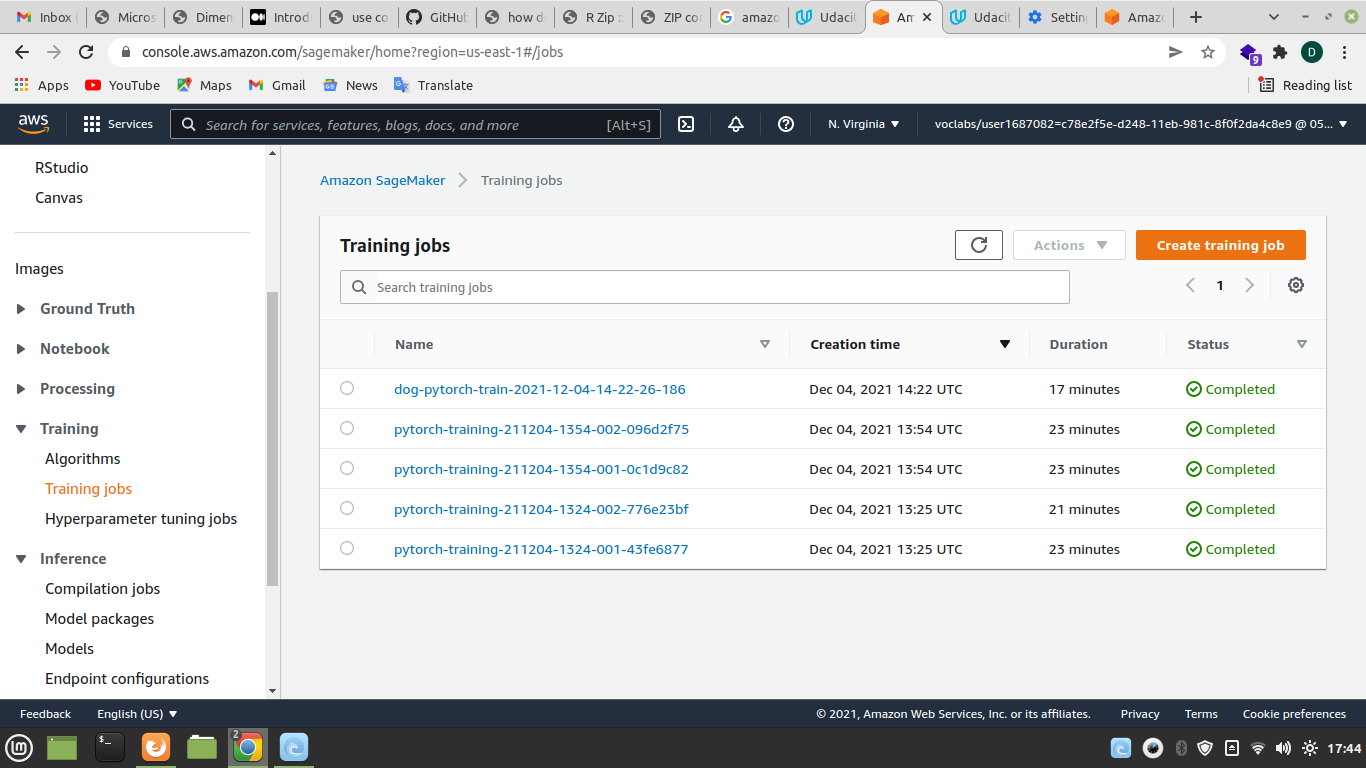 Inbox (
Micros
Dimen
Introd
use co
GitHub
how d
R Zip ::
ZIP co
amazo
Udacit
Am
Udacit
Setting
Amazo
console.aws.amazon.com/sagemaker/home?region=us-east-1#/jobs
D
9
Apps
YouTube
Maps
Gmail
News
Translate
Reading list
aws
Services
Search for services, features, blogs, docs, and more
[Alt+S]
N. Virginia
voclabs/user1687082=c78e2f5e-d248-11eb-981c-8f0f2da4c8e9 @ 05...
RStudio
Canvas
Images
Ground Truth
Notebook
Processing
Training
Algorithms
Training jobs
Hyperparameter tuning jobs
Inference
Compilation jobs
Model packages
Models
Endpoint configurations
Amazon SageMaker
Training jobs
Training jobs
Actions
Create training job
Search training jobs
1
Name Creation time Duration Status
dog-pytorch-train-2021-12-04-14-22-26-186 Dec 04, 2021 14:22 UTC 17 minutes Completed
pytorch-training-211204-1354-002-096d2f75 Dec 04, 2021 13:54 UTC 23 minutes Completed
pytorch-training-211204-1354-001-0c1d9c82 Dec 04, 2021 13:54 UTC 23 minutes Completed
pytorch-training-211204-1324-002-776e23bf Dec 04, 2021 13:25 UTC 21 minutes Completed
pytorch-training-211204-1324-001-43fe6877 Dec 04, 2021 13:25 UTC 23 minutes Completed
Feedback
English (US)
© 2021, Amazon Web Services, Inc. or its affiliates.
Privacy
Terms
Cookie preferences
$_
2
17:44